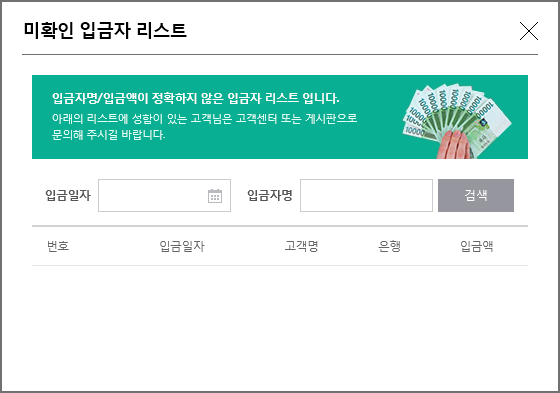 미확인 입금자 리스트
입금자명/입금액이 정확하지 않은 입금자 리스트 입니다.
아래의 리스트에 성함이 있는 고객님은 고객센터 또는 게시판으로
문의해 주시길 바랍니다.
입금일자
입금자명
검색
번호 입금일자 고객명 은행 입금액